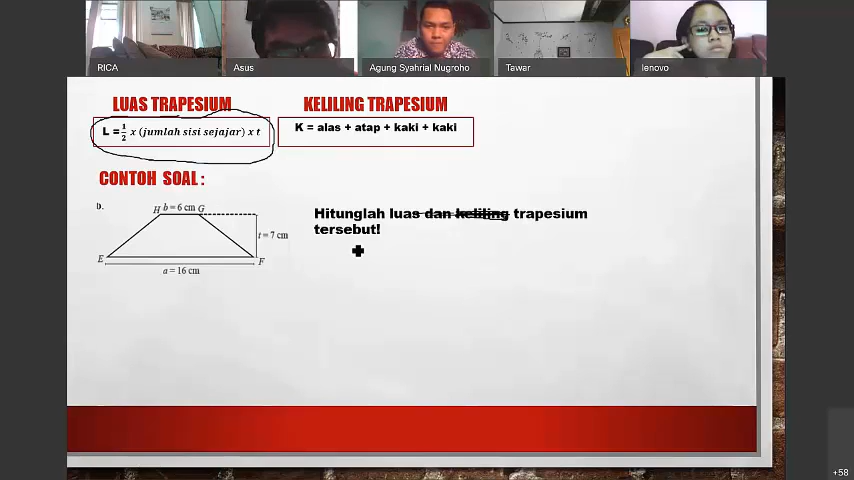 RICA
Asus
Agung Syahrial Nugroho
Tawar
lenovo
LUAS TRAPESIUM
KELILING TRAPESIUM
L = 1/2 x (jumlah sisi sejajar) x t
K = alas + atap + kaki + kaki
CONTOH SOAL :
b.
H b = 6 cm G
t = 7 cm
E F
a = 16 cm
Hitunglah luas dan keliling trapesium
tersebut!
+58